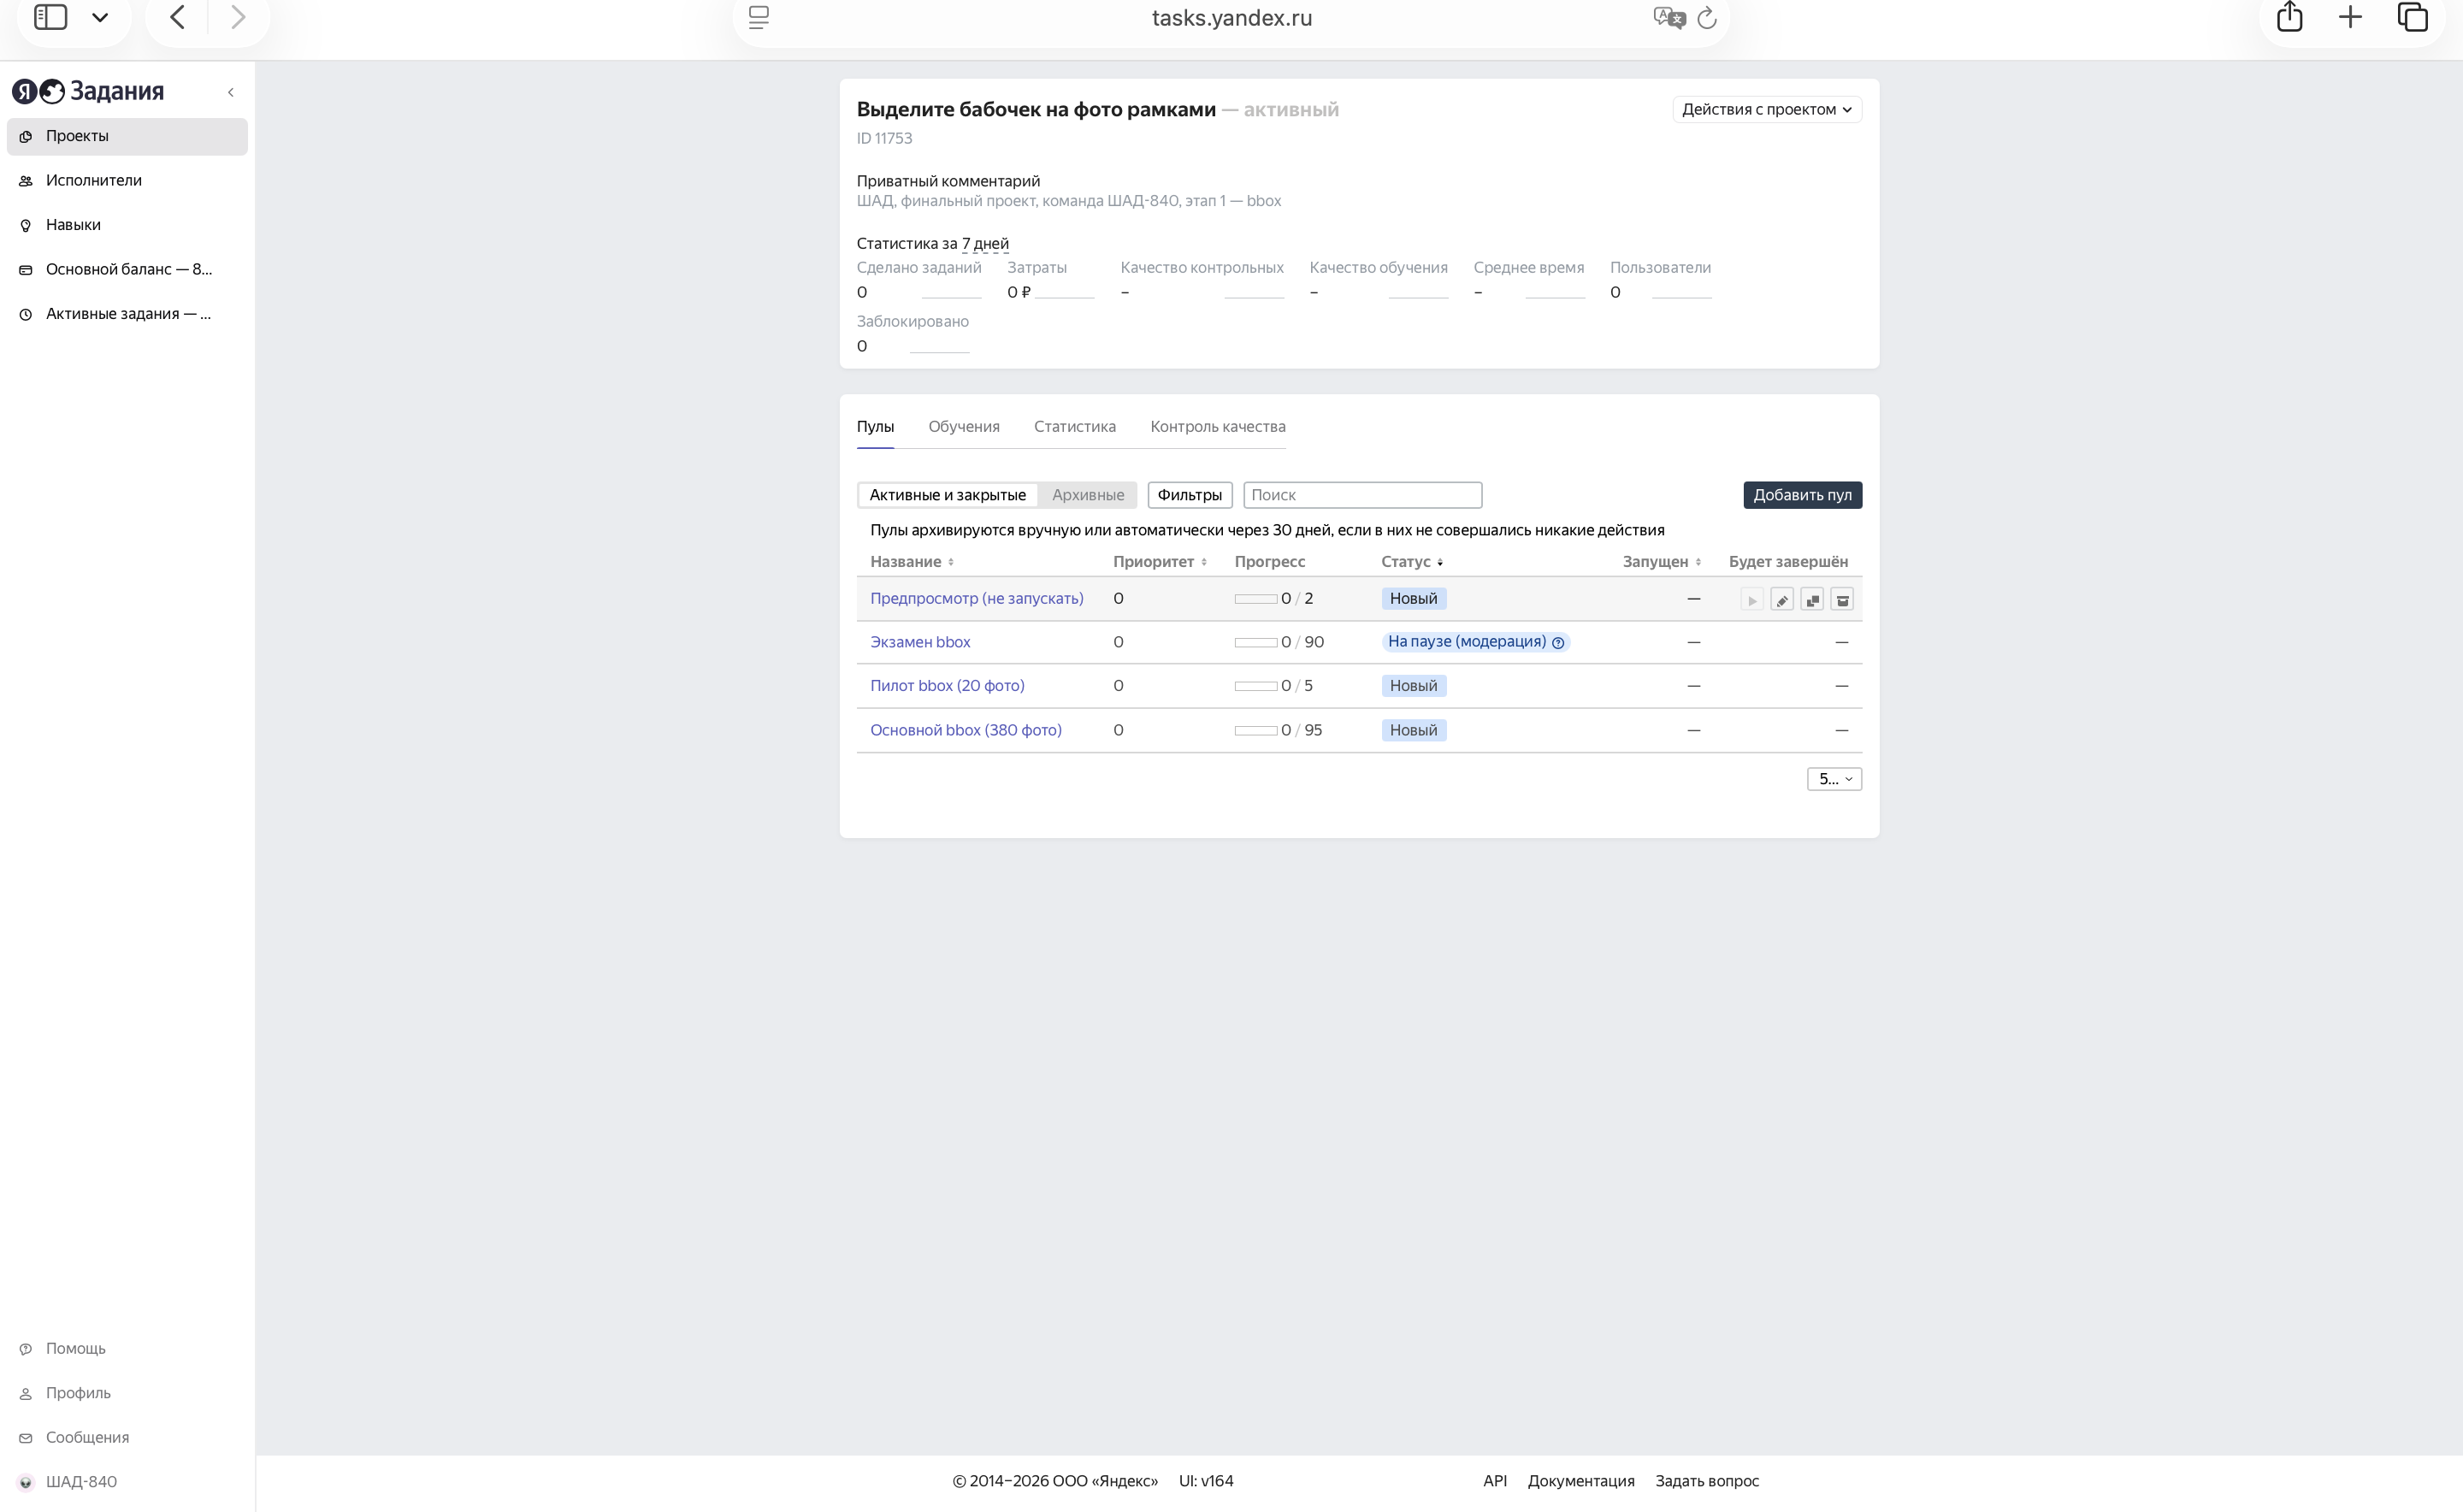 tasks.yandex.ru
Я Задания
Проекты
Исполнители
Навыки
Основной баланс — 8...
Активные задания — ...
Выделите бабочек на фото рамками — активный
Действия с проектом
ID 11753
Приватный комментарий
ШАД, финальный проект, команда ШАД-840, этап 1 — bbox
Статистика за 7 дней
Сделано заданий Затраты Качество контрольных Качество обучения Среднее время Пользователи
0 0 ₽ – – – 0
Заблокировано
0
Пулы Обучения Статистика Контроль качества
Активные и закрытые Архивные Фильтры Поиск Добавить пул
Пулы архивируются вручную или автоматически через 30 дней, если в них не совершались никакие действия
Название Приоритет Прогресс Статус Запущен Будет завершён
Предпросмотр (не запускать) 0 0 / 2 Новый —
Экзамен bbox 0 0 / 90 На паузе (модерация) — —
Пилот bbox (20 фото) 0 0 / 5 Новый — —
Основной bbox (380 фото) 0 0 / 95 Новый — —
5...
Помощь
Профиль
Сообщения
ШАД-840
© 2014–2026 ООО «Яндекс» UI: v164 API Документация Задать вопрос